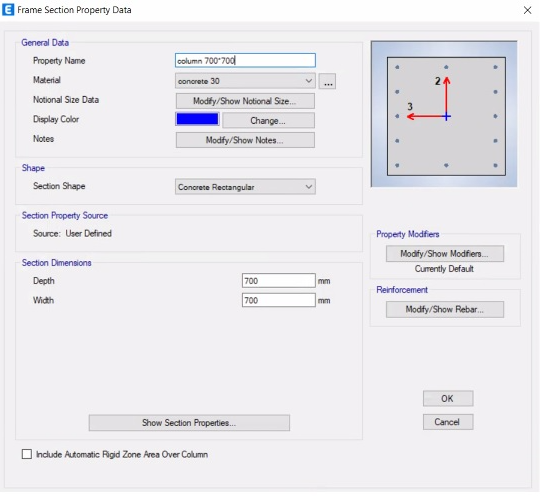 E Frame Section Property Data
General Data
Property Name column 700*700
Material concrete 30 ...
Notional Size Data Modify/Show Notional Size...
Display Color Change...
Notes Modify/Show Notes...
2
3
Shape
Section Shape Concrete Rectangular
Section Property Source
Source: User Defined
Property Modifiers
Modify/Show Modifiers...
Currently Default
Section Dimensions
Depth 700 mm
Width 700 mm
Reinforcement
Modify/Show Rebar...
OK
Show Section Properties...
Cancel
Include Automatic Rigid Zone Area Over Column